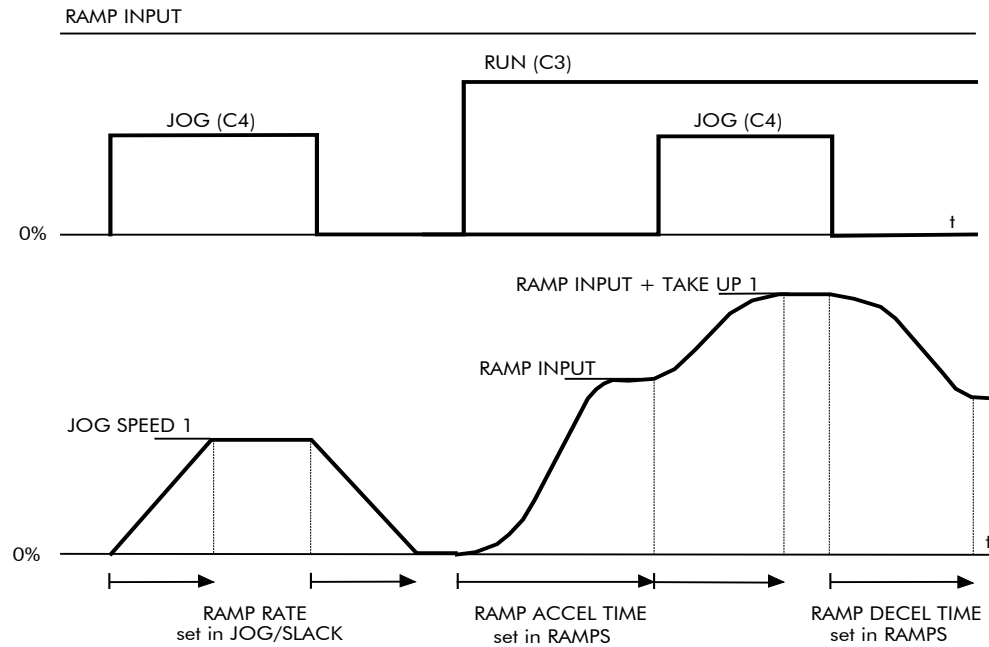 RAMP INPUT
RUN (C3)
JOG (C4)
JOG (C4)
0%
t
RAMP INPUT + TAKE UP 1
RAMP INPUT
JOG SPEED 1
0%
t
RAMP RATE
set in JOG/SLACK
RAMP ACCEL TIME
set in RAMPS
RAMP DECEL TIME
set in RAMPS